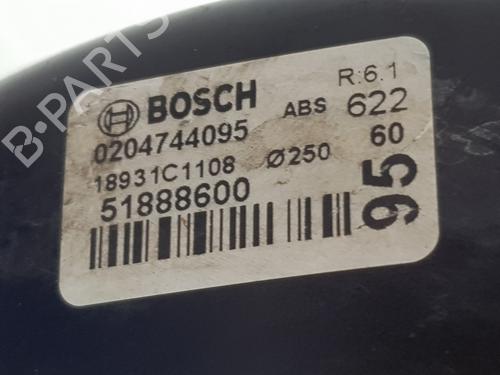 B-PARTS
BOSCH
R:6.1
ABS 622
0204744095
60
18931C1108 Ø250
51888600
95